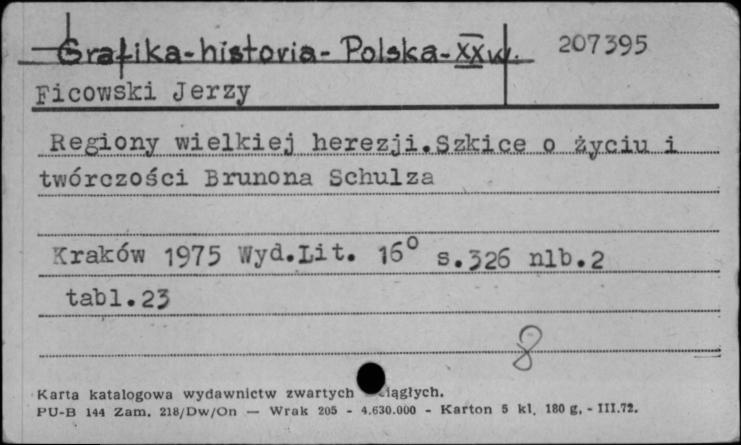 Grafika-historia-Polska-XXw. 207395
Ficowski Jerzy
Regiony wielkiej herezji.Szkice o życiu i
twórczości Brunona Schulza
Kraków 1975 Wyd.Lit. 16° s.326 nlb.2
tabl.23
8
Karta katalogowa wydawnictw zwartych
PU-B 144 Zam. 218/Dw/On — Wrak 205 - 4.630.000 - Karton 5 kl. 180 g. - III.72.